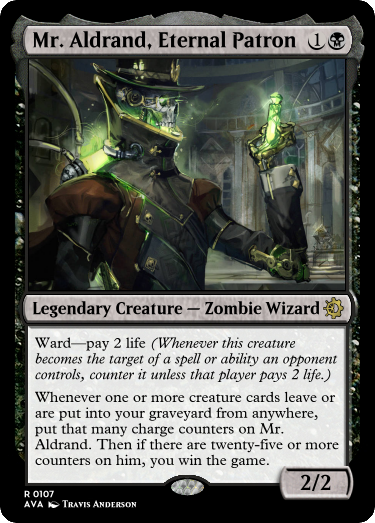 Mr. Aldrand, Eternal Patron 1
Legendary Creature — Zombie Wizard
Ward—pay 2 life (Whenever this creature
becomes the target of a spell or ability an opponent
controls, counter it unless that player pays 2 life.)
Whenever one or more creature cards leave or
are put into your graveyard from anywhere,
put that many charge counters on Mr.
Aldrand. Then if there are twenty-five or more
counters on him, you win the game.
2/2
R 0107
AVA Travis Anderson